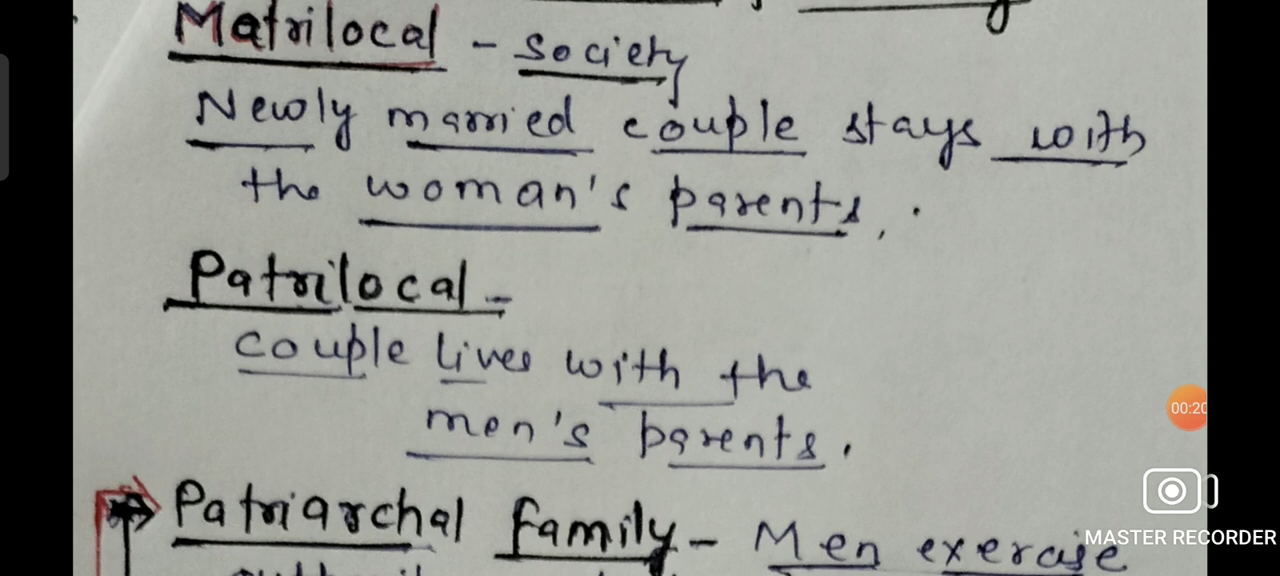 Matrilocal - Society
Newly married couple stays with
the woman's parents.
Patrilocal -
couple lives with the
men's parents.
00:20
Patriarchal family - Men exercise
MASTER RECORDER